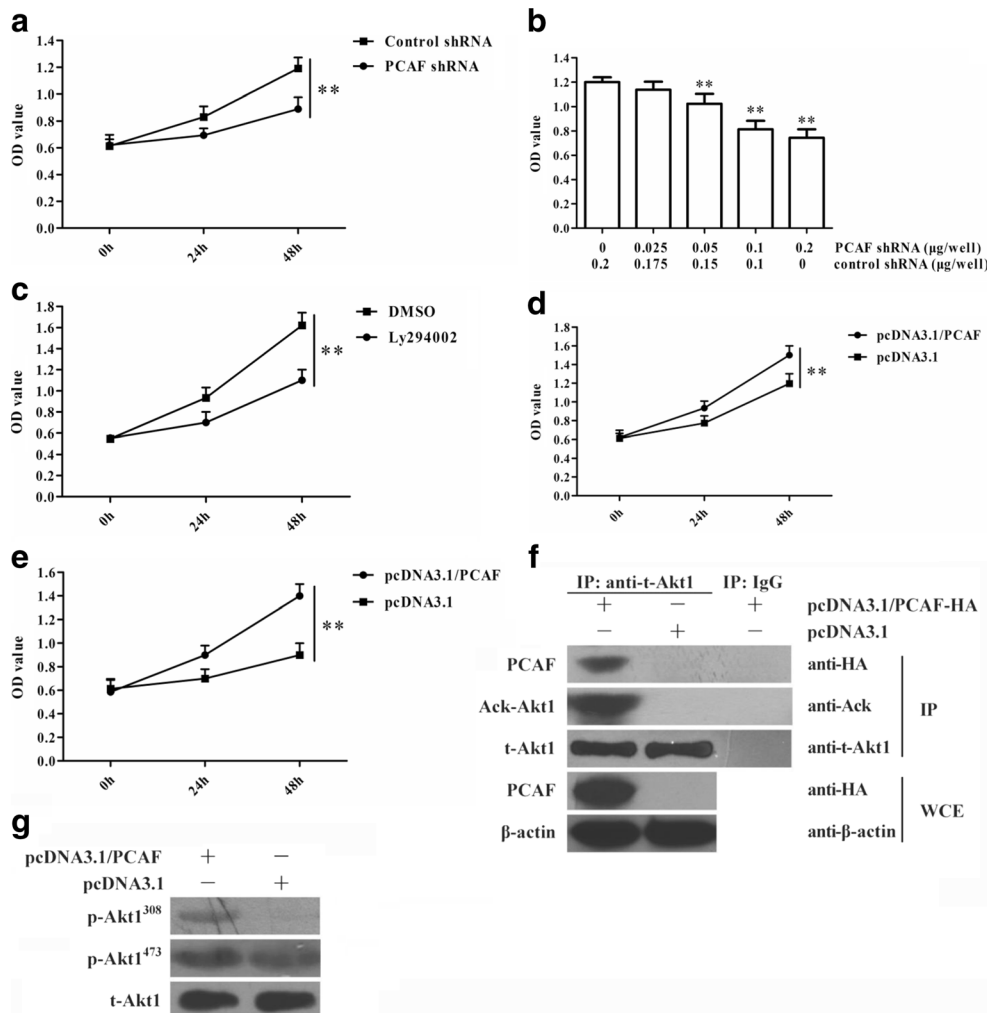 a
1.4
1.2
1.0
0.8
0.6
0.4
0.2
0.0
OD value
0h
24h
48h
Control shRNA
PCAF shRNA
**
b
1.4
1.2
1.0
0.8
0.6
0.4
0.2
0.0
OD value
** ** **
0 0.025 0.05 0.1 0.2 PCAF shRNA (μg/well)
0.2 0.175 0.15 0.1 0 control shRNA (μg/well)
c
1.8
1.6
1.4
1.2
1.0
0.8
0.6
0.4
0.2
0.0
OD value
0h
24h
48h
DMSO
Ly294002
**
d
1.8
1.6
1.4
1.2
1.0
0.8
0.6
0.4
0.2
0.0
OD value
0h
24h
48h
pcDNA3.1/PCAF
pcDNA3.1
**
e
1.6
1.4
1.2
1.0
0.8
0.6
0.4
0.2
0.0
OD value
0h
24h
48h
pcDNA3.1/PCAF
pcDNA3.1
**
f
IP: anti-t-Akt1 IP: IgG
+ − + pcDNA3.1/PCAF-HA
− + − pcDNA3.1
PCAF anti-HA
Ack-Akt1 anti-Ack
t-Akt1 anti-t-Akt1
IP
PCAF anti-HA
β-actin anti-β-actin
WCE
g
pcDNA3.1/PCAF + −
pcDNA3.1 − +
p-Akt1³⁰⁸
p-Akt1⁴⁷³
t-Akt1